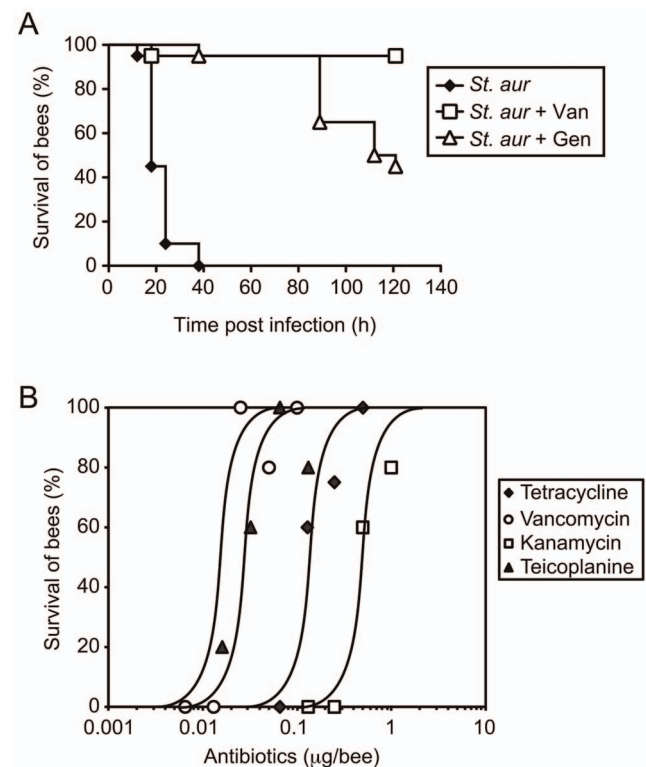 A
Survival of bees (%)
100
80
60
40
20
0
0 20 40 60 80 100 120 140
Time post infection (h)
St. aur
St. aur + Van
St. aur + Gen
B
Survival of bees (%)
100
80
60
40
20
0
0.001 0.01 0.1 1 10
Antibiotics (μg/bee)
Tetracycline
Vancomycin
Kanamycin
Teicoplanine